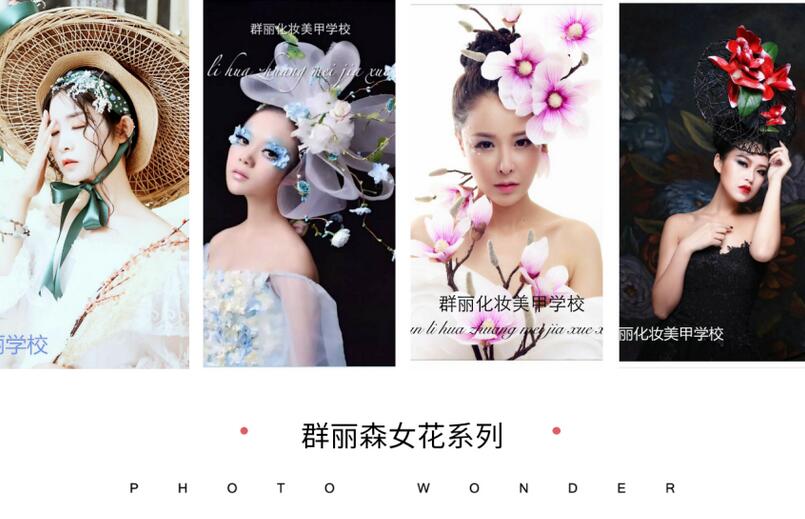 群丽化妆美甲学校
li hua zhuang mei jia xue
群丽化妆美甲学校
un li hua zhuang mei jia xue x
丽化妆美甲学校
丽学校
群丽森女花系列
PHOTO WONDER